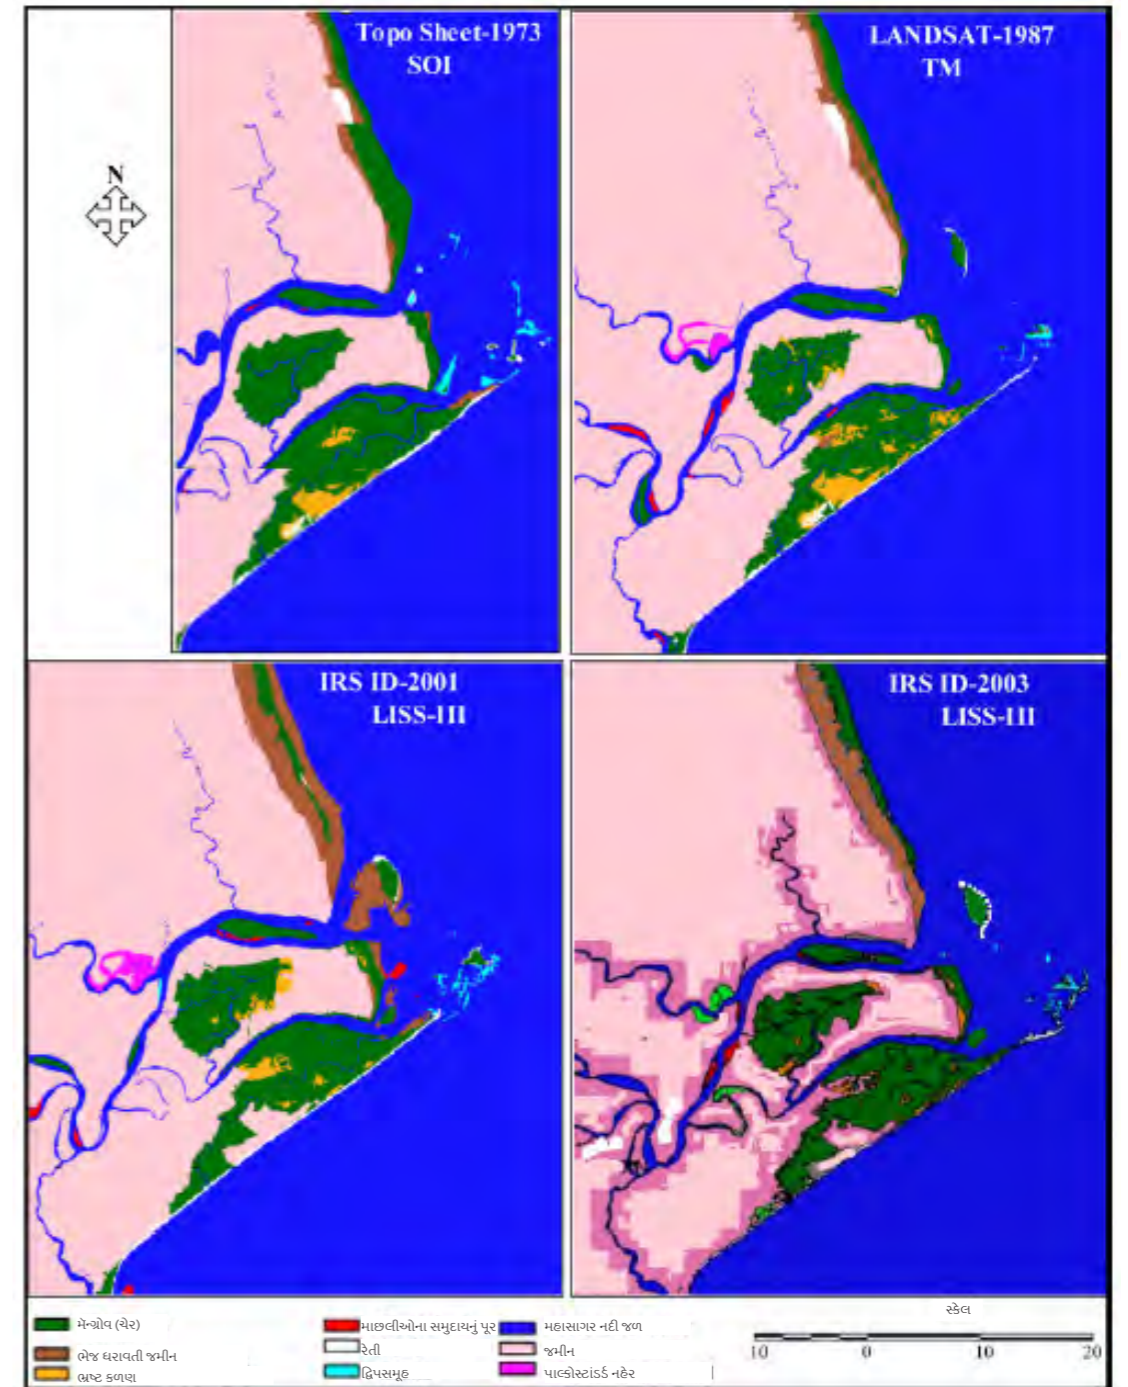 Topo Sheet-1973
SOI
LANDSAT-1987
TM
N
IRS ID-2001
LISS-III
IRS ID-2003
LISS-III
સ્કેલ
મૅન્ગ્રોવ (ચેર)
માછલીઓના સમુદાયનું પૂર
મહાસાગર નદી જળ
ભેજ ધરાવતી જમીન
રેતી
જમીન
ભ્રષ્ટ કળણ
દ્વિપસમૂહ
પાલ્કોસ્ટાંડર્ડ નહેર
10 0 10 20